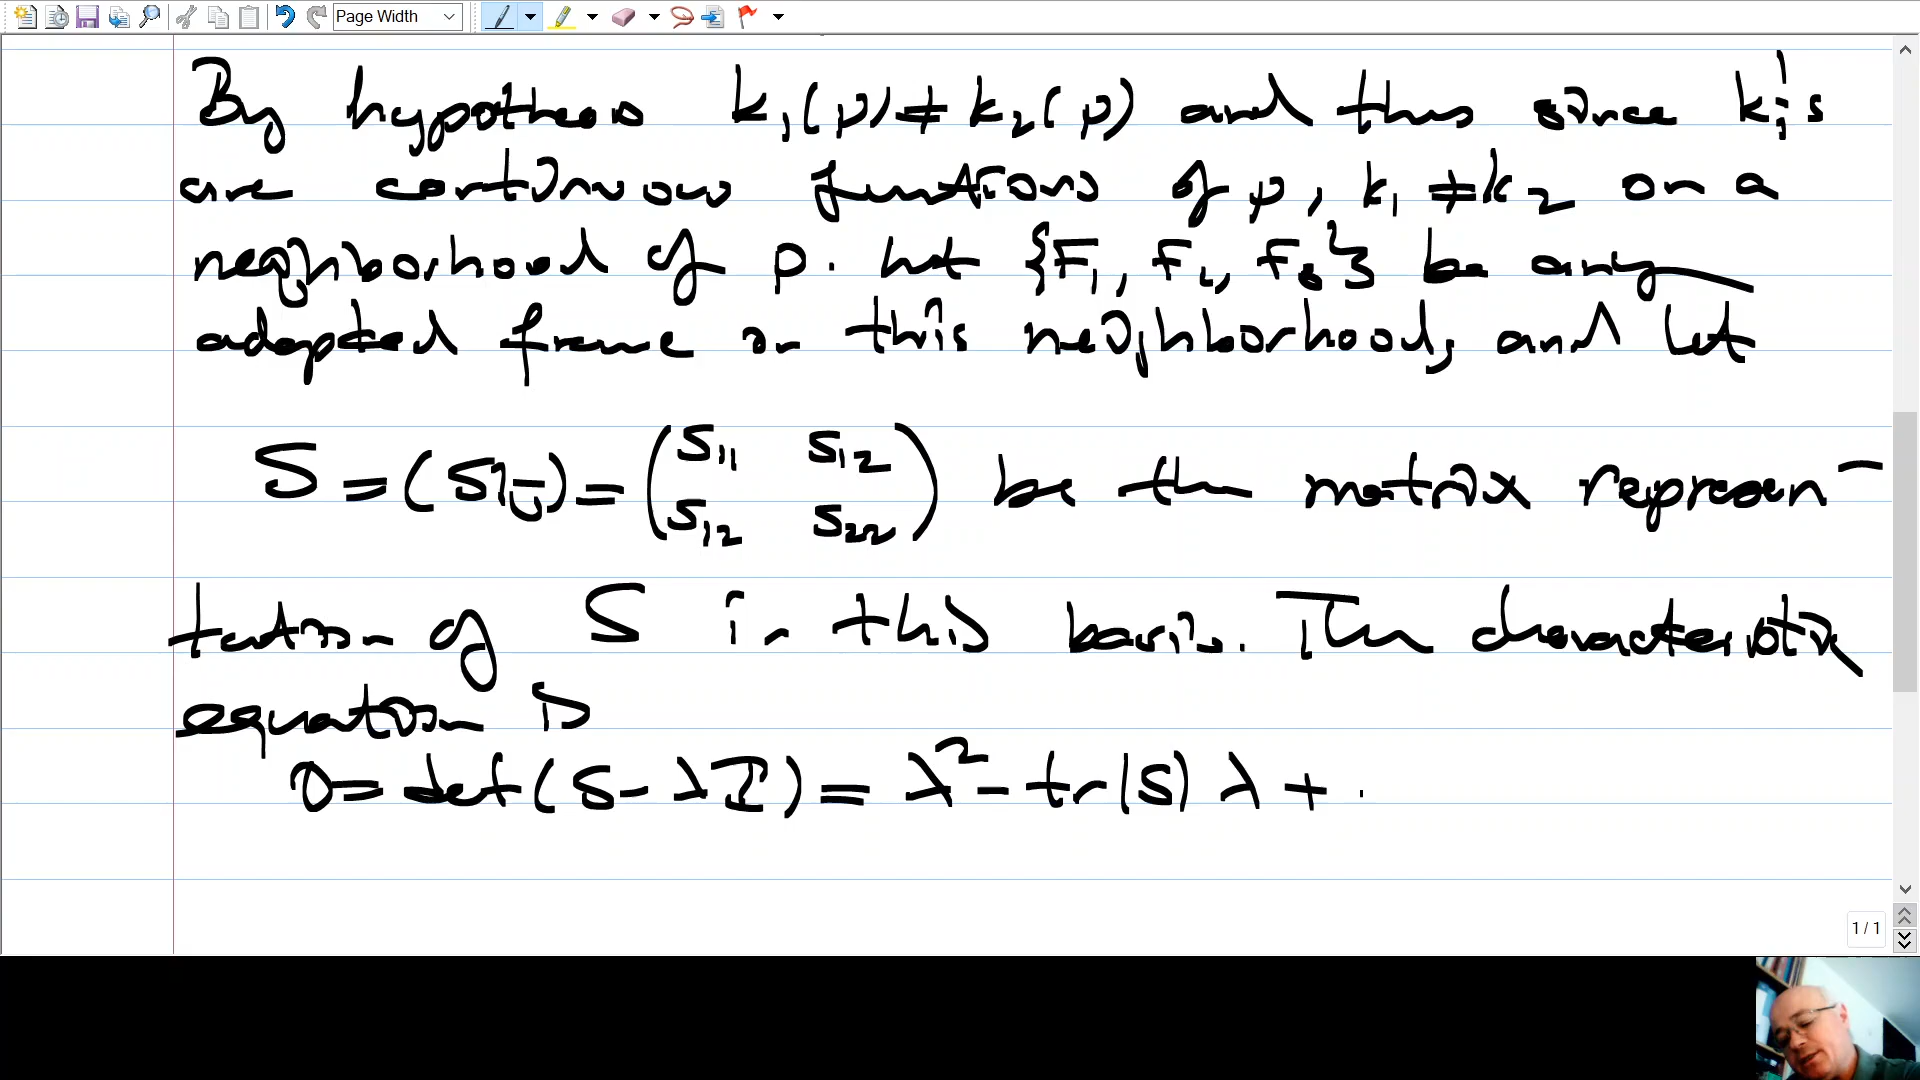 Page Width
By hypothesis k₁(p) ≠ k₂(p) and thus since kᵢ's
are continuous functions of p, k₁ ≠ k₂ on a
neighborhood of p. Let {F₁, F₂, F₃} be any
adapted frame on this neighborhood, and let
S = (Sij) = ( S₁₁ S₁₂ ; S₁₂ S₂₂ ) be the matrix represen-
tation of S in this basis. The characteristic
equation is
0 = det(S - λI) = λ² - tr(S) λ +
1 / 1